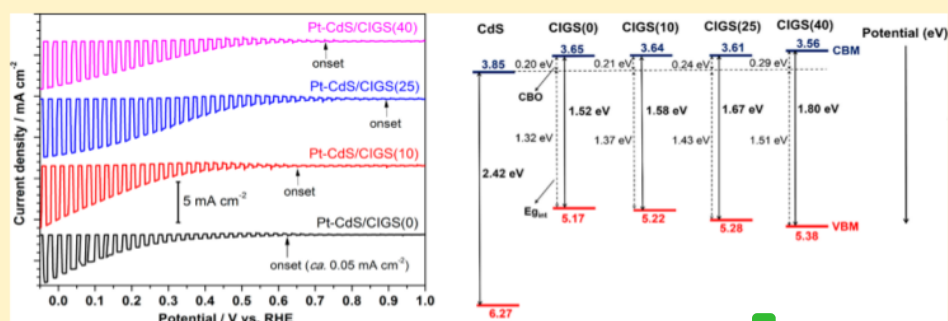 Current density / mA cm⁻²
Pt-CdS/CIGS(40)
onset
Pt-CdS/CIGS(25)
onset
Pt-CdS/CIGS(10)
onset
5 mA cm⁻²
Pt-CdS/CIGS(0)
onset (ca. 0.05 mA cm⁻²)
0.0 0.1 0.2 0.3 0.4 0.5 0.6 0.7 0.8 0.9 1.0
Potential / V vs. RHE
CdS CIGS(0) CIGS(10) CIGS(25) CIGS(40) Potential (eV)
3.65 3.64 3.61 3.56 CBM
3.85 0.20 eV 0.21 eV 0.24 eV 0.29 eV
CBO
1.52 eV 1.58 eV 1.67 eV 1.80 eV
1.32 eV 1.37 eV 1.43 eV 1.51 eV
2.42 eV
Eg_int
5.17 5.22 5.28 5.38 VBM
6.27